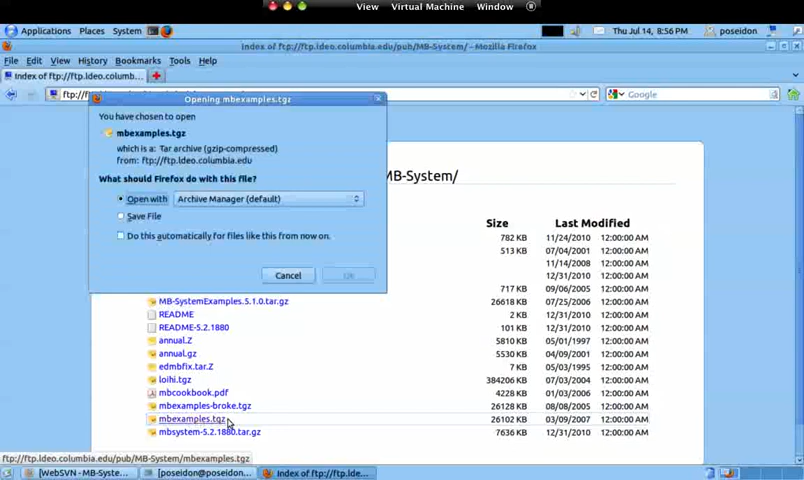 View Virtual Machine Window
Applications Places System Thu Jul 14, 8:56 PM poseidon
Index of ftp://ftp.ldeo.columbia.edu/pub/MB-System/ - Mozilla Firefox
File Edit View History Bookmarks Tools Help
Index of ftp://ftp.ldeo.columb...
ftp:// Google
Opening mbexamples.tgz
You have chosen to open
mbexamples.tgz
which is a: Tar archive (gzip-compressed)
from: ftp://ftp.ldeo.columbia.edu
What should Firefox do with this file?
Open with Archive Manager (default)
Save File
Do this automatically for files like this from now on.
Cancel OK
MB-System/
Size Last Modified
782 KB 11/24/2010 12:00:00 AM
513 KB 07/04/2001 12:00:00 AM
11/14/2008 12:00:00 AM
12/31/2010 12:00:00 AM
717 KB 09/06/2005 12:00:00 AM
MB-SystemExamples.5.1.0.tar.gz 26618 KB 07/25/2006 12:00:00 AM
README 2 KB 12/31/2010 12:00:00 AM
README-5.2.1880 101 KB 12/31/2010 12:00:00 AM
annual.Z 5810 KB 05/01/1997 12:00:00 AM
annual.gz 5530 KB 04/09/2001 12:00:00 AM
edmbfix.tar.Z 7 KB 05/03/1995 12:00:00 AM
loihi.tgz 384206 KB 07/03/2004 12:00:00 AM
mbcookbook.pdf 4228 KB 01/03/2006 12:00:00 AM
mbexamples-broke.tgz 26128 KB 08/08/2005 12:00:00 AM
mbexamples.tgz 26102 KB 03/09/2007 12:00:00 AM
mbsystem-5.2.1880.tar.gz 7636 KB 12/31/2010 12:00:00 AM
ftp://ftp.ldeo.columbia.edu/pub/MB-System/mbexamples.tgz
[WebSVN - MB-Syste... [poseidon@poseidon... Index of ftp://ftp.lde...